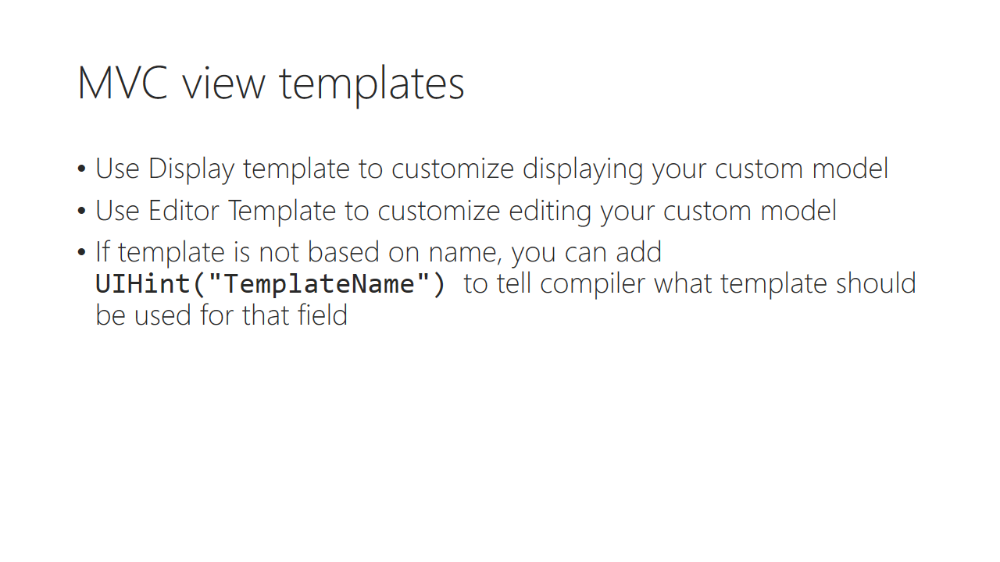 MVC view templates
• Use Display template to customize displaying your custom model
• Use Editor Template to customize editing your custom model
• If template is not based on name, you can add
UIHint("TemplateName") to tell compiler what template should
be used for that field